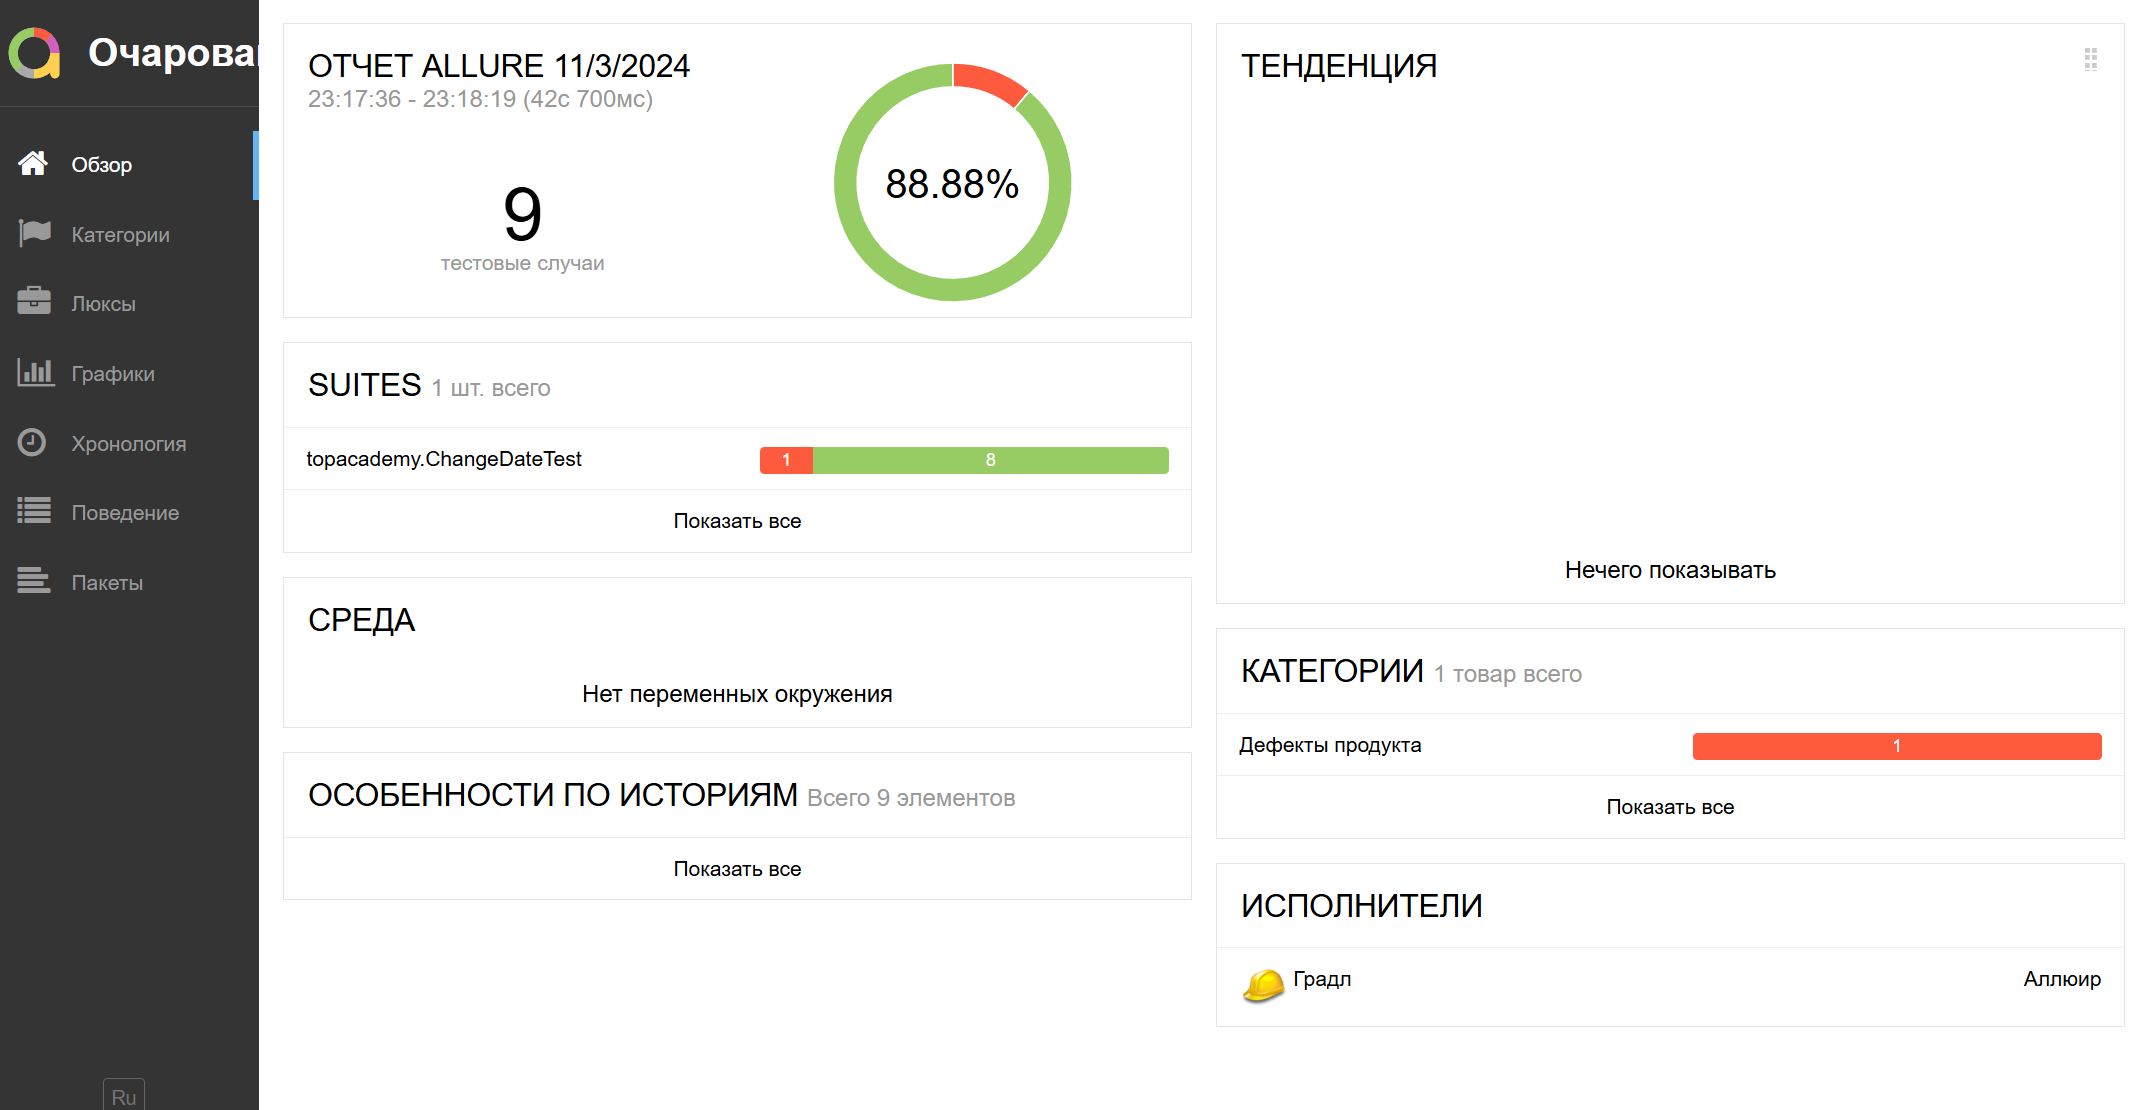 Очарован
Обзор
Категории
Люксы
Графики
Хронология
Поведение
Пакеты
Ru
ОТЧЕТ ALLURE 11/3/2024
23:17:36 - 23:18:19 (42с 700мс)
9
тестовые случаи
88.88%
SUITES 1 шт. всего
topacademy.ChangeDateTest 1 8
Показать все
СРЕДА
Нет переменных окружения
ОСОБЕННОСТИ ПО ИСТОРИЯМ Всего 9 элементов
Показать все
ТЕНДЕНЦИЯ
Нечего показывать
КАТЕГОРИИ 1 товар всего
Дефекты продукта 1
Показать все
ИСПОЛНИТЕЛИ
Градл Аллюир